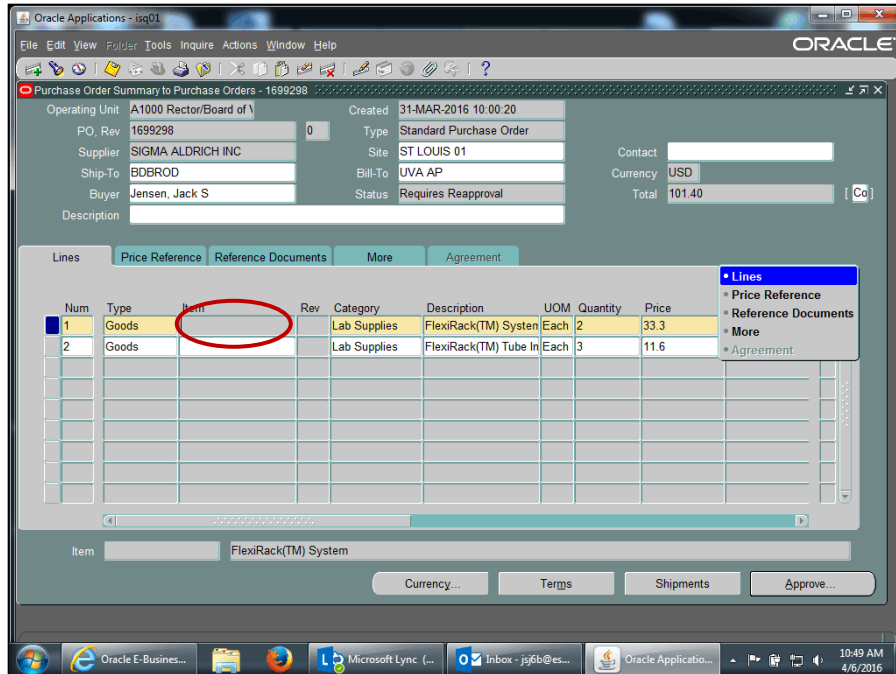 Oracle Applications - isq01
File Edit View Folder Tools Inquire Actions Window Help
ORACLE
Purchase Order Summary to Purchase Orders - 1699298
Operating Unit A1000 Rector/Board of V Created 31-MAR-2016 10:00:20
PO, Rev 1699298 0 Type Standard Purchase Order
Supplier SIGMA ALDRICH INC Site ST LOUIS 01 Contact
Ship-To BDBROD Bill-To UVA AP Currency USD
Buyer Jensen, Jack S Status Requires Reapproval Total 101.40 [ Co ]
Description
Lines Price Reference Reference Documents More Agreement
• Lines
• Price Reference
• Reference Documents
• More
• Agreement
Num Type Item Rev Category Description UOM Quantity Price
1 Goods Lab Supplies FlexiRack(TM) System Each 2 33.3
2 Goods Lab Supplies FlexiRack(TM) Tube In Each 3 11.6
Item FlexiRack(TM) System
Currency... Terms Shipments Approve...
Oracle E-Busines... Microsoft Lync (... Inbox - jsj6b@es... Oracle Applicatio... 10:49 AM
4/6/2016